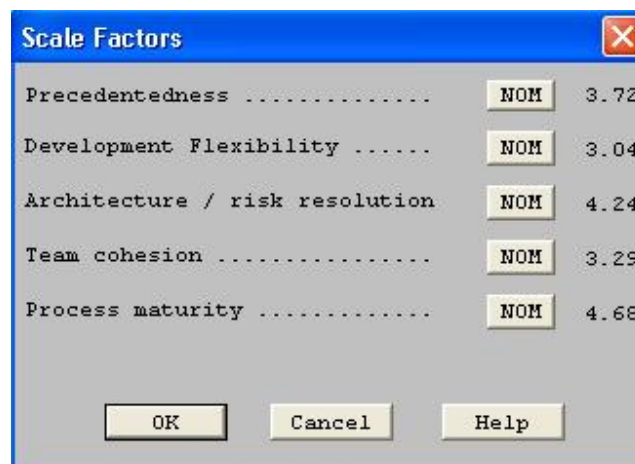 Scale Factors
Precedentedness .............. NOM 3.72
Development Flexibility ...... NOM 3.04
Architecture / risk resolution NOM 4.24
Team cohesion ................ NOM 3.29
Process maturity ............. NOM 4.68
OK Cancel Help